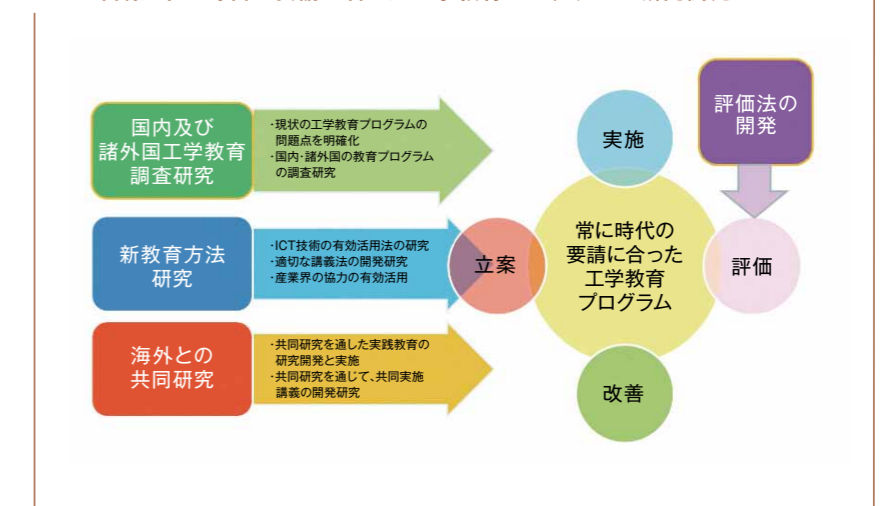 国内及び
諸外国工学教育
調査研究
・現状の工学教育プログラムの
問題点を明確化
・国内・諸外国の教育プログラム
の調査研究
新教育方法
研究
・ICT技術の有効活用法の研究
・適切な講義法の開発研究
・産業界の協力の有効活用
海外との
共同研究
・共同研究を通した実践教育の
研究開発と実施
・共同研究を通じて、共同実施
講義の開発研究
立案
実施
常に時代の
要請に合った
工学教育
プログラム
改善
評価法の
開発
評価